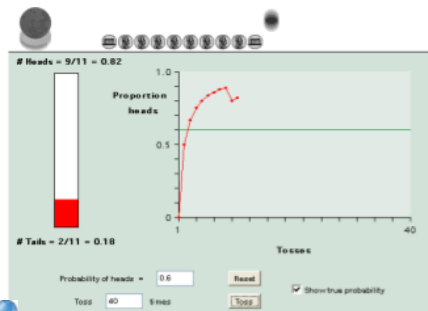 # Heads = 9/11 = 0.82
1.0
Proportion
heads
0.5
0
1
40
# Tails = 2/11 = 0.18
Tosses
Probability of heads = 0.6
Reset
Show true probability
Toss 40 times
Toss